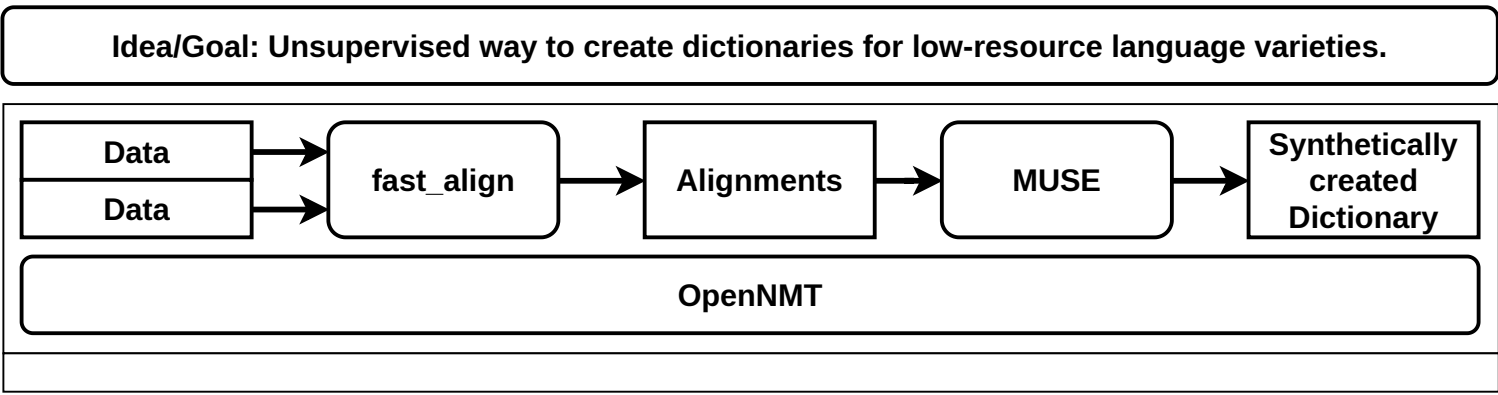 Idea/Goal: Unsupervised way to create dictionaries for low-resource language varieties.
Data
Data
fast_align
Alignments
MUSE
Synthetically
created
Dictionary
OpenNMT